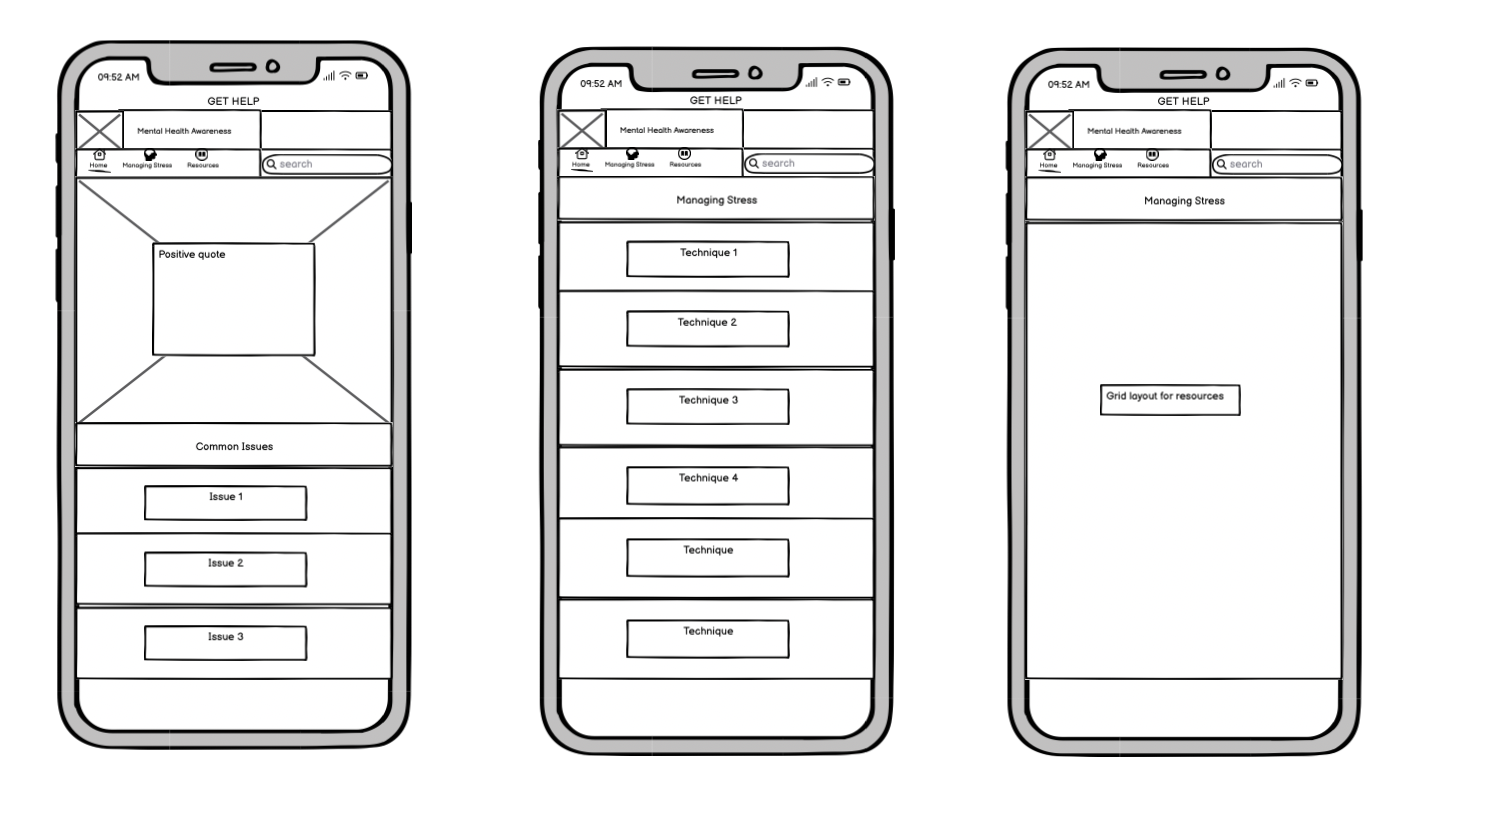 09:52 AM
GET HELP
Mental Health Awareness
Home
Managing Stress
Resources
search
Positive quote
Common Issues
Issue 1
Issue 2
Issue 3
09:52 AM
GET HELP
Mental Health Awareness
Home
Managing Stress
Resources
search
Managing Stress
Technique 1
Technique 2
Technique 3
Technique 4
Technique
Technique
09:52 AM
GET HELP
Mental Health Awareness
Home
Managing Stress
Resources
search
Managing Stress
Grid layout for resources